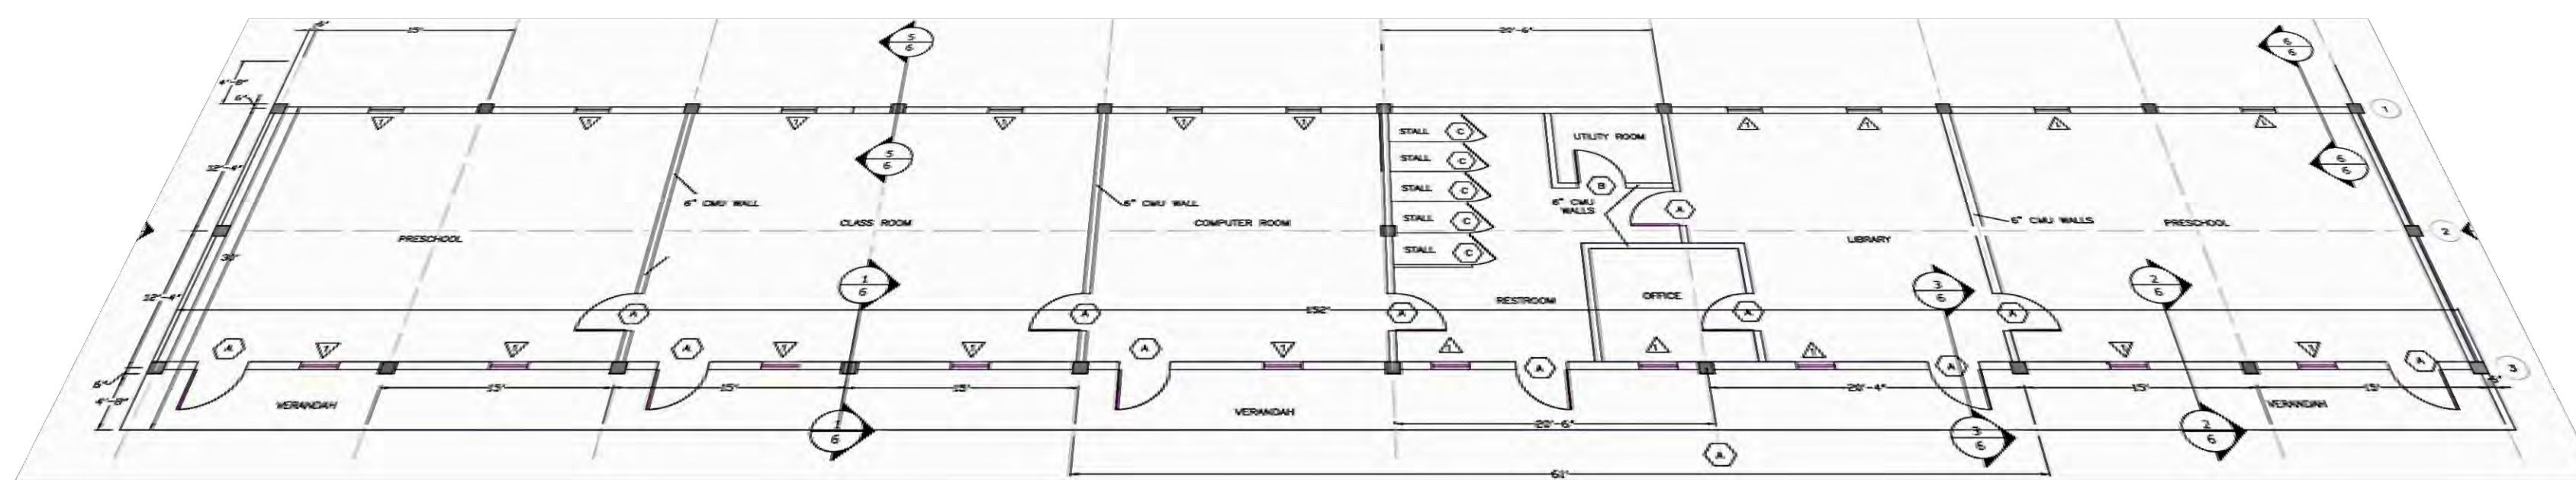 6"
15'
20'-6"
5
6
6
6
4'-8"
6"
1
STALL C
UTILITY ROOM
STALL C
5
6
6
6
12'-4"
STALL C
B
6" CMU WALL
6" CMU WALL
6" CMU
WALLS
A
STALL C
6" CMU WALLS
PRESCHOOL
CLASS ROOM
COMPUTER ROOM
2
PRESCHOOL
LIBRARY
STALL C
30'
1
6
3
6
2
6
12'-4"
RESTROOM
OFFICE
152'
A
A
A
A
A
A
A
A
A
A
A
3
6"
15'
15'
15'
20'-4"
15'
15'
6"
4'-8"
VERANDAH
VERANDAH
VERANDAH
20'-6"
1
6
3
6
2
6
A
61'